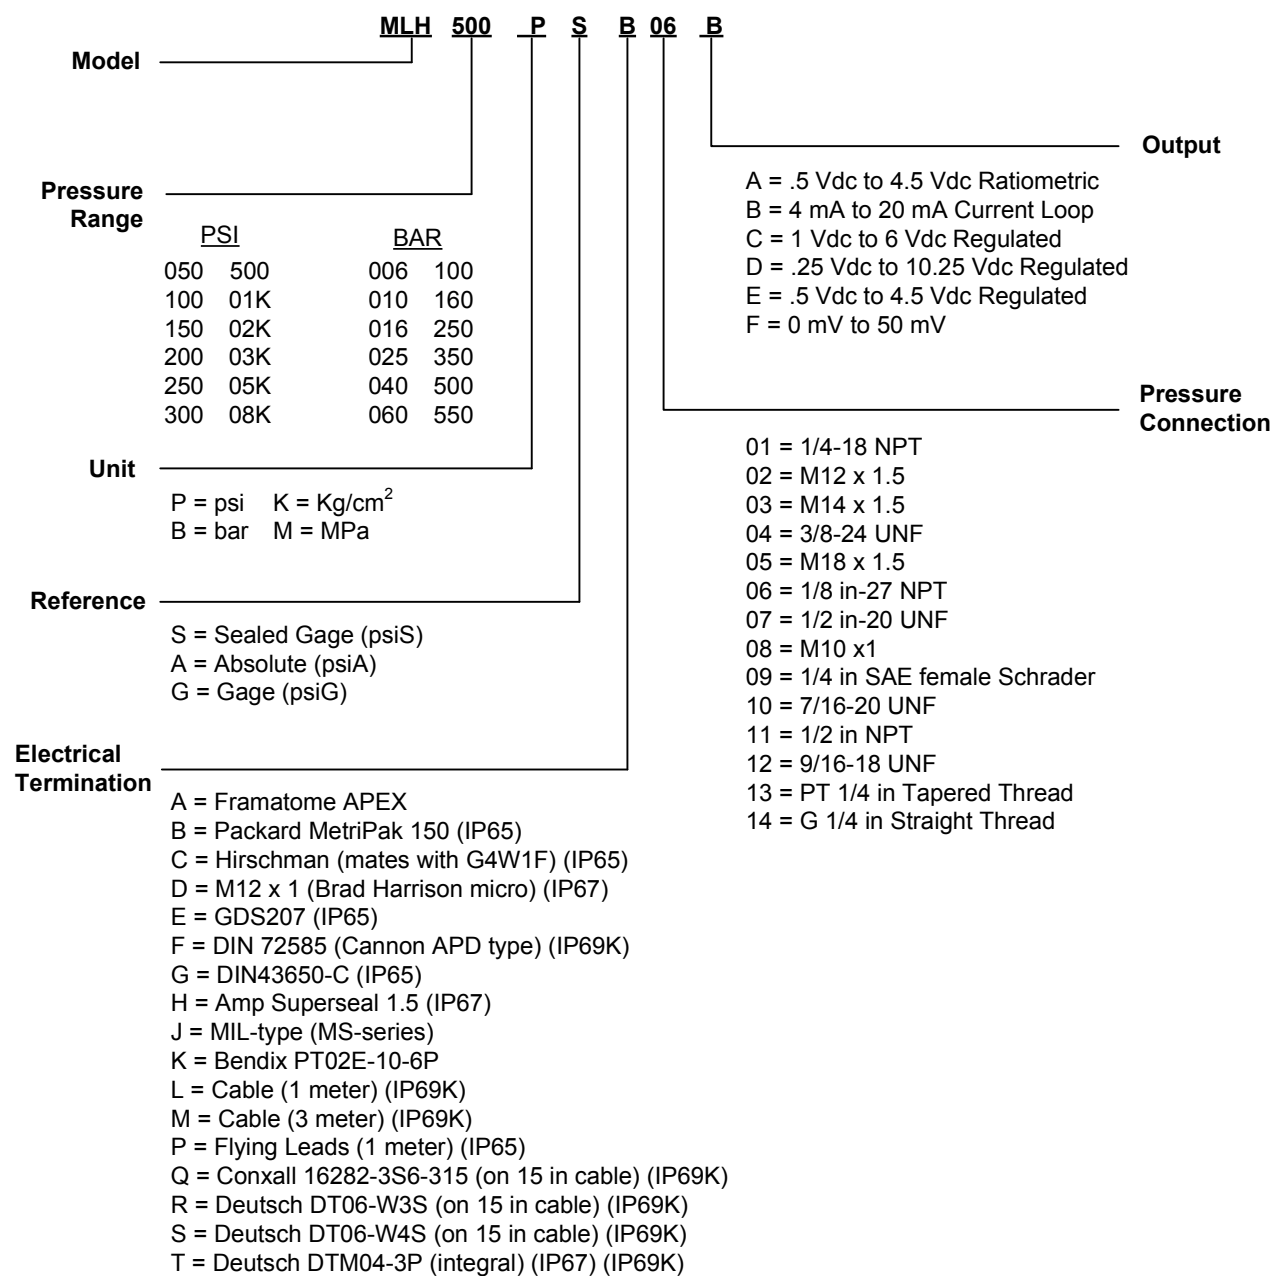 MLH 500 P S B 06 B
Model
Pressure
Range
PSI BAR
050 500 006 100
100 01K 010 160
150 02K 016 250
200 03K 025 350
250 05K 040 500
300 08K 060 550
Unit
P = psi K = Kg/cm²
B = bar M = MPa
Reference
S = Sealed Gage (psiS)
A = Absolute (psiA)
G = Gage (psiG)
Electrical
Termination
A = Framatome APEX
B = Packard MetriPak 150 (IP65)
C = Hirschman (mates with G4W1F) (IP65)
D = M12 x 1 (Brad Harrison micro) (IP67)
E = GDS207 (IP65)
F = DIN 72585 (Cannon APD type) (IP69K)
G = DIN43650-C (IP65)
H = Amp Superseal 1.5 (IP67)
J = MIL-type (MS-series)
K = Bendix PT02E-10-6P
L = Cable (1 meter) (IP69K)
M = Cable (3 meter) (IP69K)
P = Flying Leads (1 meter) (IP65)
Q = Conxall 16282-3S6-315 (on 15 in cable) (IP69K)
R = Deutsch DT06-W3S (on 15 in cable) (IP69K)
S = Deutsch DT06-W4S (on 15 in cable) (IP69K)
T = Deutsch DTM04-3P (integral) (IP67) (IP69K)
Output
A = .5 Vdc to 4.5 Vdc Ratiometric
B = 4 mA to 20 mA Current Loop
C = 1 Vdc to 6 Vdc Regulated
D = .25 Vdc to 10.25 Vdc Regulated
E = .5 Vdc to 4.5 Vdc Regulated
F = 0 mV to 50 mV
Pressure
Connection
01 = 1/4-18 NPT
02 = M12 x 1.5
03 = M14 x 1.5
04 = 3/8-24 UNF
05 = M18 x 1.5
06 = 1/8 in-27 NPT
07 = 1/2 in-20 UNF
08 = M10 x1
09 = 1/4 in SAE female Schrader
10 = 7/16-20 UNF
11 = 1/2 in NPT
12 = 9/16-18 UNF
13 = PT 1/4 in Tapered Thread
14 = G 1/4 in Straight Thread